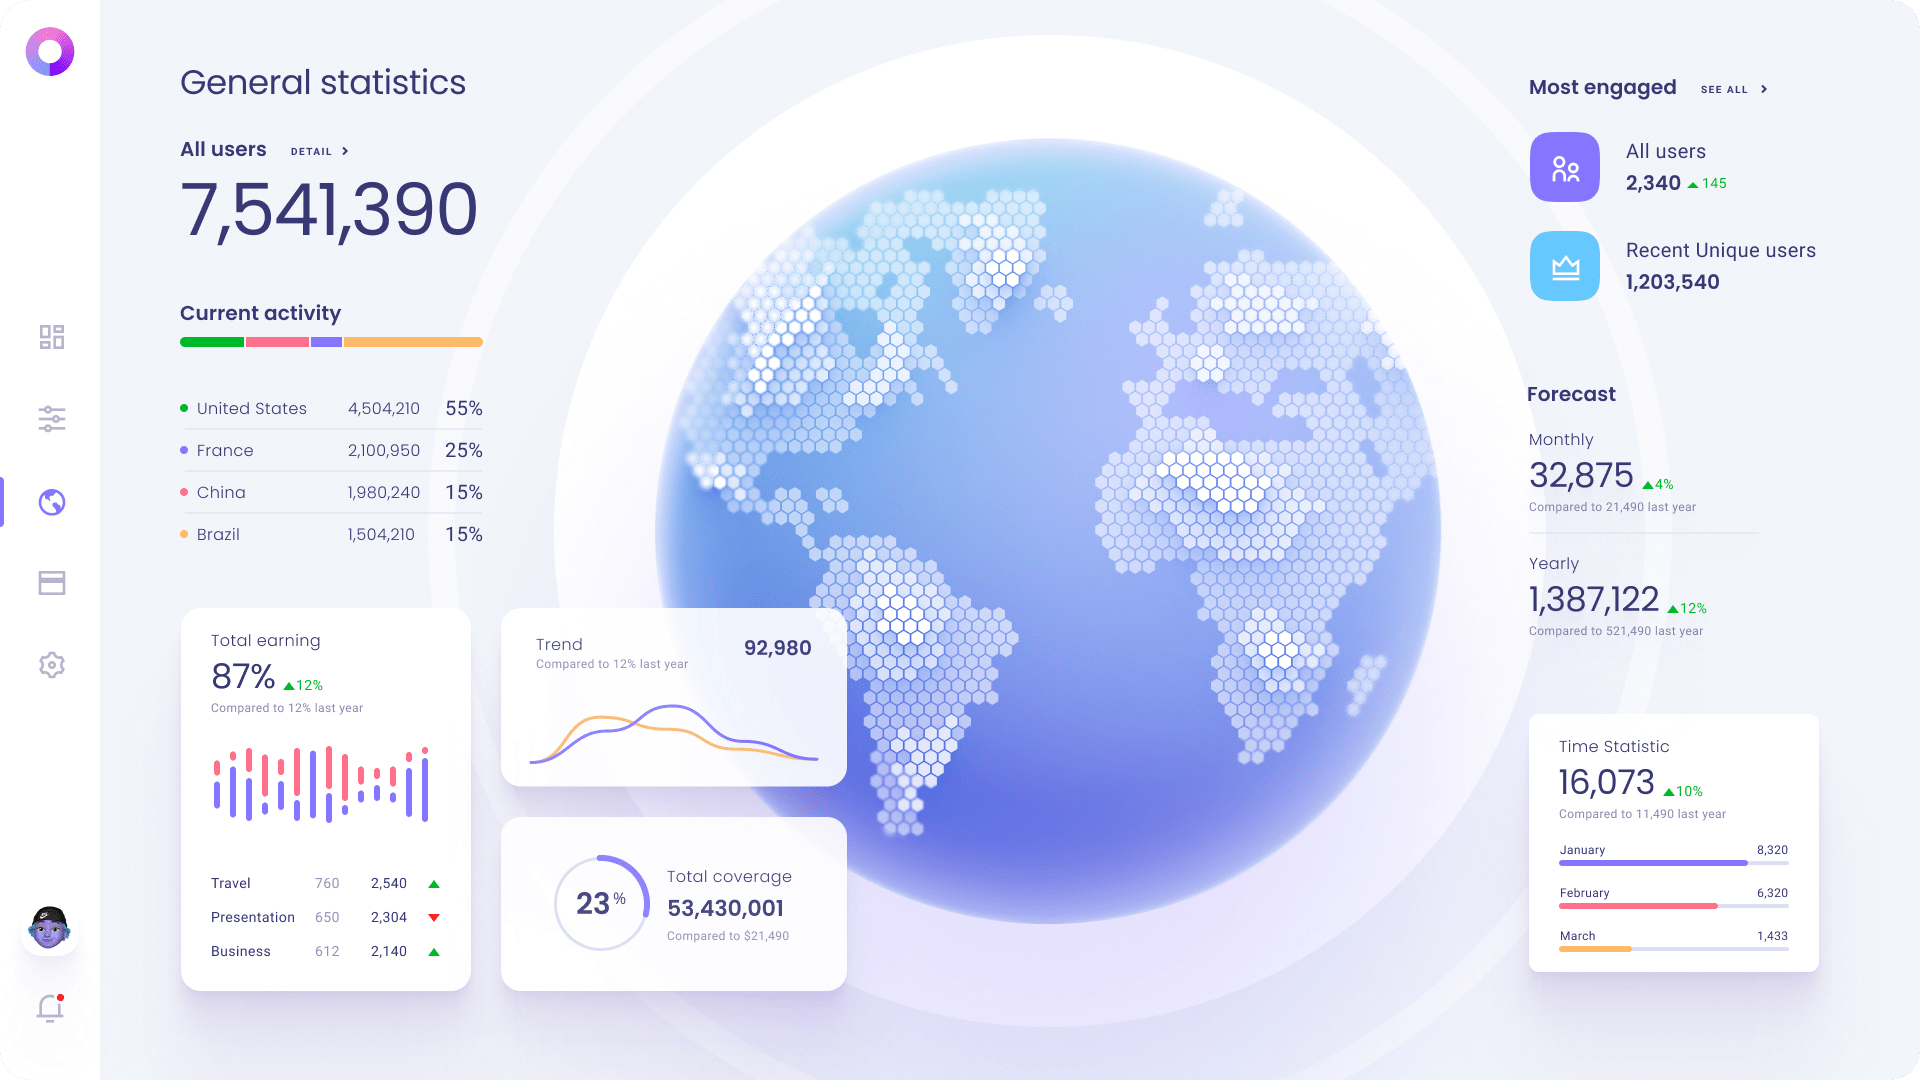 General statistics
All users DETAIL
7,541,390
Current activity
United States 4,504,210 55%
France 2,100,950 25%
China 1,980,240 15%
Brazil 1,504,210 15%
Total earning
87% 12%
Compared to 12% last year
Travel 760 2,540
Presentation 650 2,304
Business 612 2,140
Trend 92,980
Compared to 12% last year
23%
Total coverage
53,430,001
Compared to $21,490
Most engaged SEE ALL
All users
2,340 145
Recent Unique users
1,203,540
Forecast
Monthly
32,875 4%
Compared to 21,490 last year
Yearly
1,387,122 12%
Compared to 521,490 last year
Time Statistic
16,073 10%
Compared to 11,490 last year
January 8,320
February 6,320
March 1,433